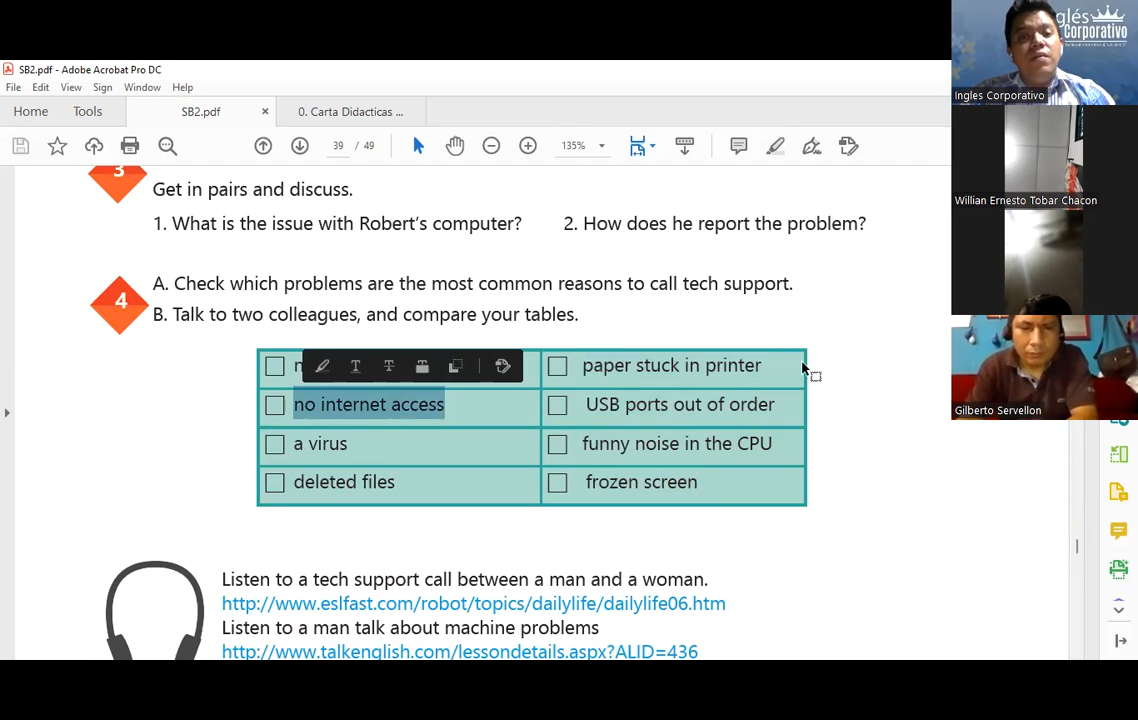 SB2.pdf - Adobe Acrobat Pro DC
File Edit View Sign Window Help
Home Tools SB2.pdf × 0. Carta Didacticas ...
39 / 49 135%
3
Get in pairs and discuss.
1. What is the issue with Robert's computer? 2. How does he report the problem?
4
A. Check which problems are the most common reasons to call tech support.
B. Talk to two colleagues, and compare your tables.
paper stuck in printer
no internet access USB ports out of order
a virus funny noise in the CPU
deleted files frozen screen
Listen to a tech support call between a man and a woman.
http://www.eslfast.com/robot/topics/dailylife/dailylife06.htm
Listen to a man talk about machine problems
http://www.talkenglish.com/lessondetails.aspx?ALID=436
glés
Corporativo
Ingles Corporativo
Willian Ernesto Tobar Chacon
Gilberto Servellon